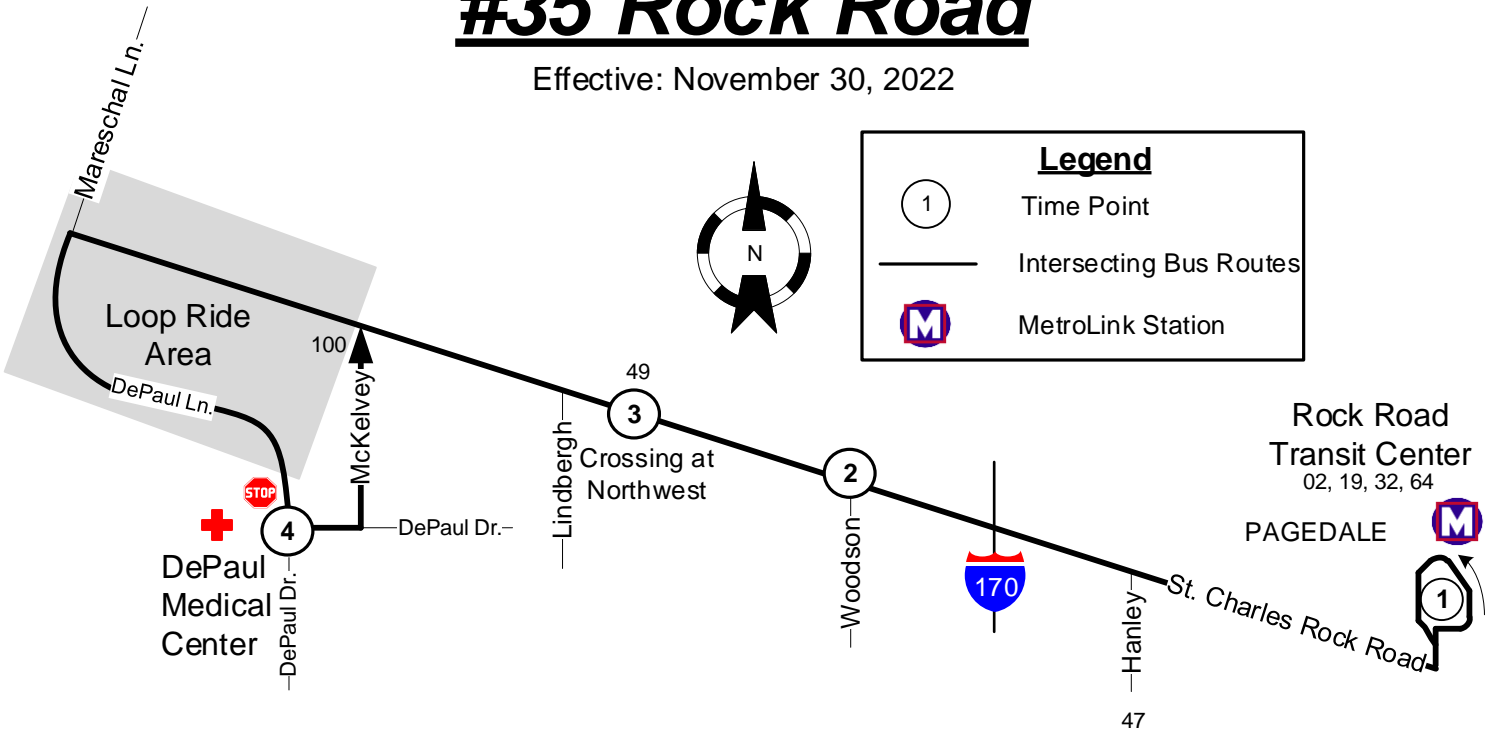 #35 Rock Road
Effective: November 30, 2022
Mareschal Ln.
Legend
1
Time Point
Intersecting Bus Routes
M
MetroLink Station
N
Loop Ride
Area
100
DePaul Ln.
McKelvey
49
3
Crossing at
Northwest
Lindbergh
2
Woodson
170
Hanley
47
St. Charles Rock Road
Rock Road
Transit Center
02, 19, 32, 64
PAGEDALE
M
1
STOP
4
DePaul Dr.
DePaul
Medical
Center
DePaul Dr.